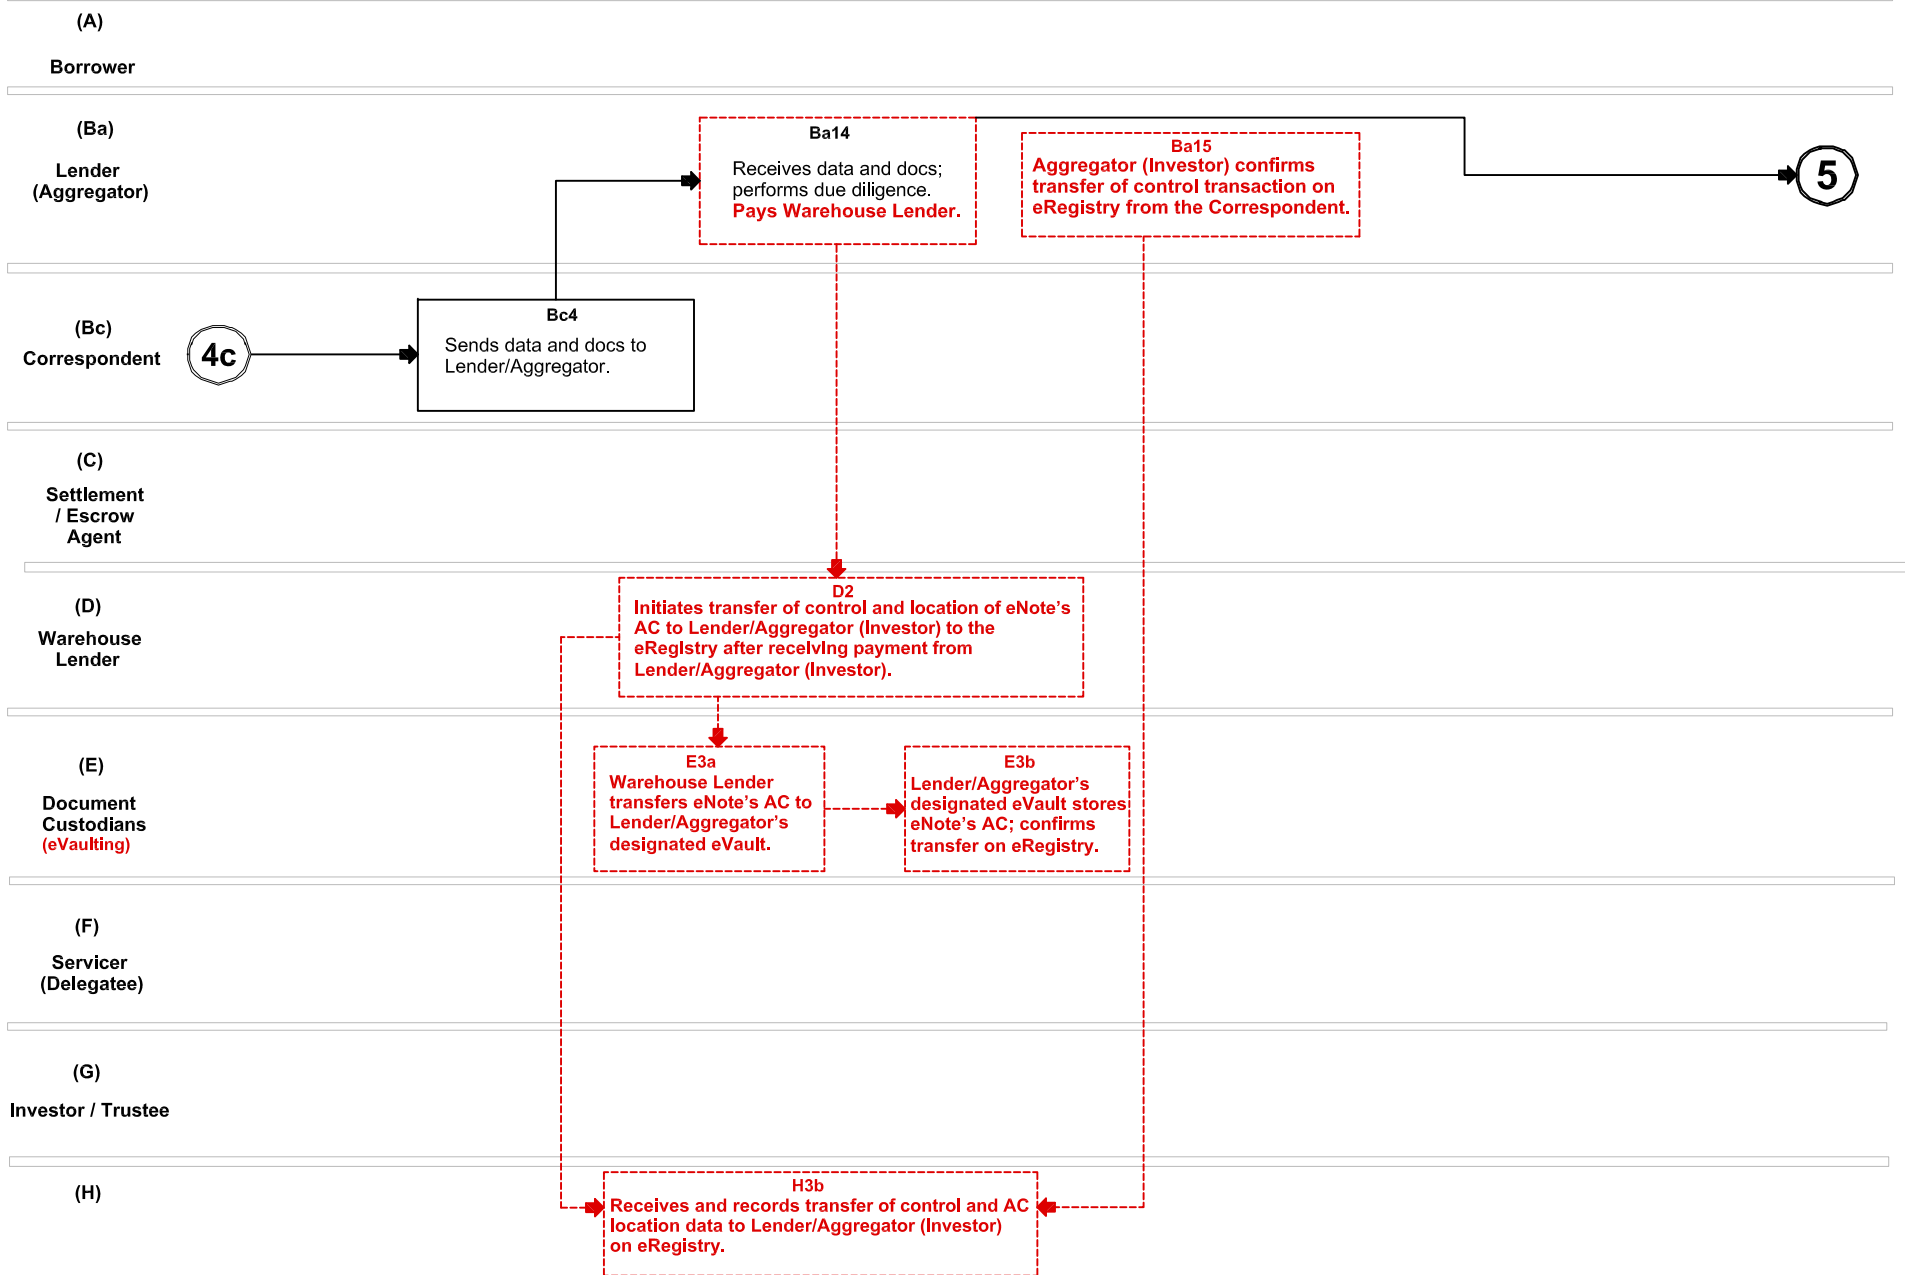 (A)
Borrower
(Ba)
Lender
(Aggregator)
Ba14
Receives data and docs;
performs due diligence.
Pays Warehouse Lender.
Ba15
Aggregator (Investor) confirms
transfer of control transaction on
eRegistry from the Correspondent.
5
(Bc)
Correspondent
4c
Bc4
Sends data and docs to
Lender/Aggregator.
(C)
Settlement
/ Escrow
Agent
(D)
Warehouse
Lender
D2
Initiates transfer of control and location of eNote's
AC to Lender/Aggregator (Investor) to the
eRegistry after receiving payment from
Lender/Aggregator (Investor).
(E)
Document
Custodians
(eVaulting)
E3a
Warehouse Lender
transfers eNote's AC to
Lender/Aggregator's
designated eVault.
E3b
Lender/Aggregator's
designated eVault stores
eNote's AC; confirms
transfer on eRegistry.
(F)
Servicer
(Delegatee)
(G)
Investor / Trustee
(H)
H3b
Receives and records transfer of control and AC
location data to Lender/Aggregator (Investor)
on eRegistry.